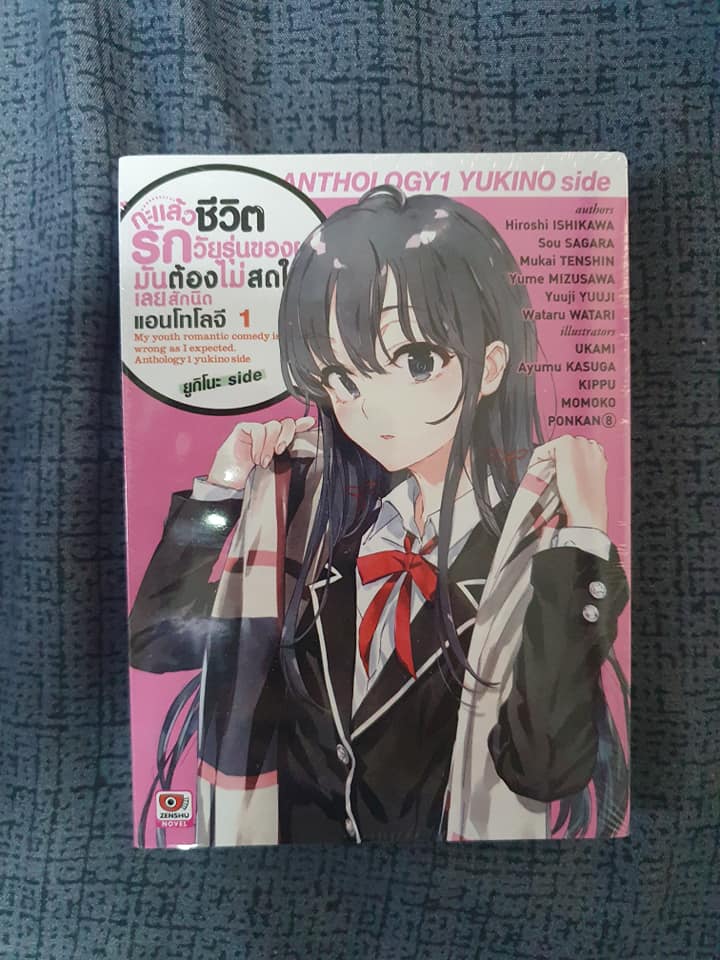 ANTHOLOGY1 YUKINO side
กะแล้วชีวิต
รักวัยรุ่นของ
มันต้องไม่สดใ
เลยสักนิด
แอนโทโลจี 1
My youth romantic comedy is
wrong as I expected.
Anthology1 yukino side
ยูกิโนะ side
authors
Hiroshi ISHIKAWA
Sou SAGARA
Mukai TENSHIN
Yume MIZUSAWA
Yuuji YUUJI
Wataru WATARI
illustrators
UKAMI
Ayumu KASUGA
KIPPU
MOMOKO
PONKAN⑧
ZENSHU
NOVEL